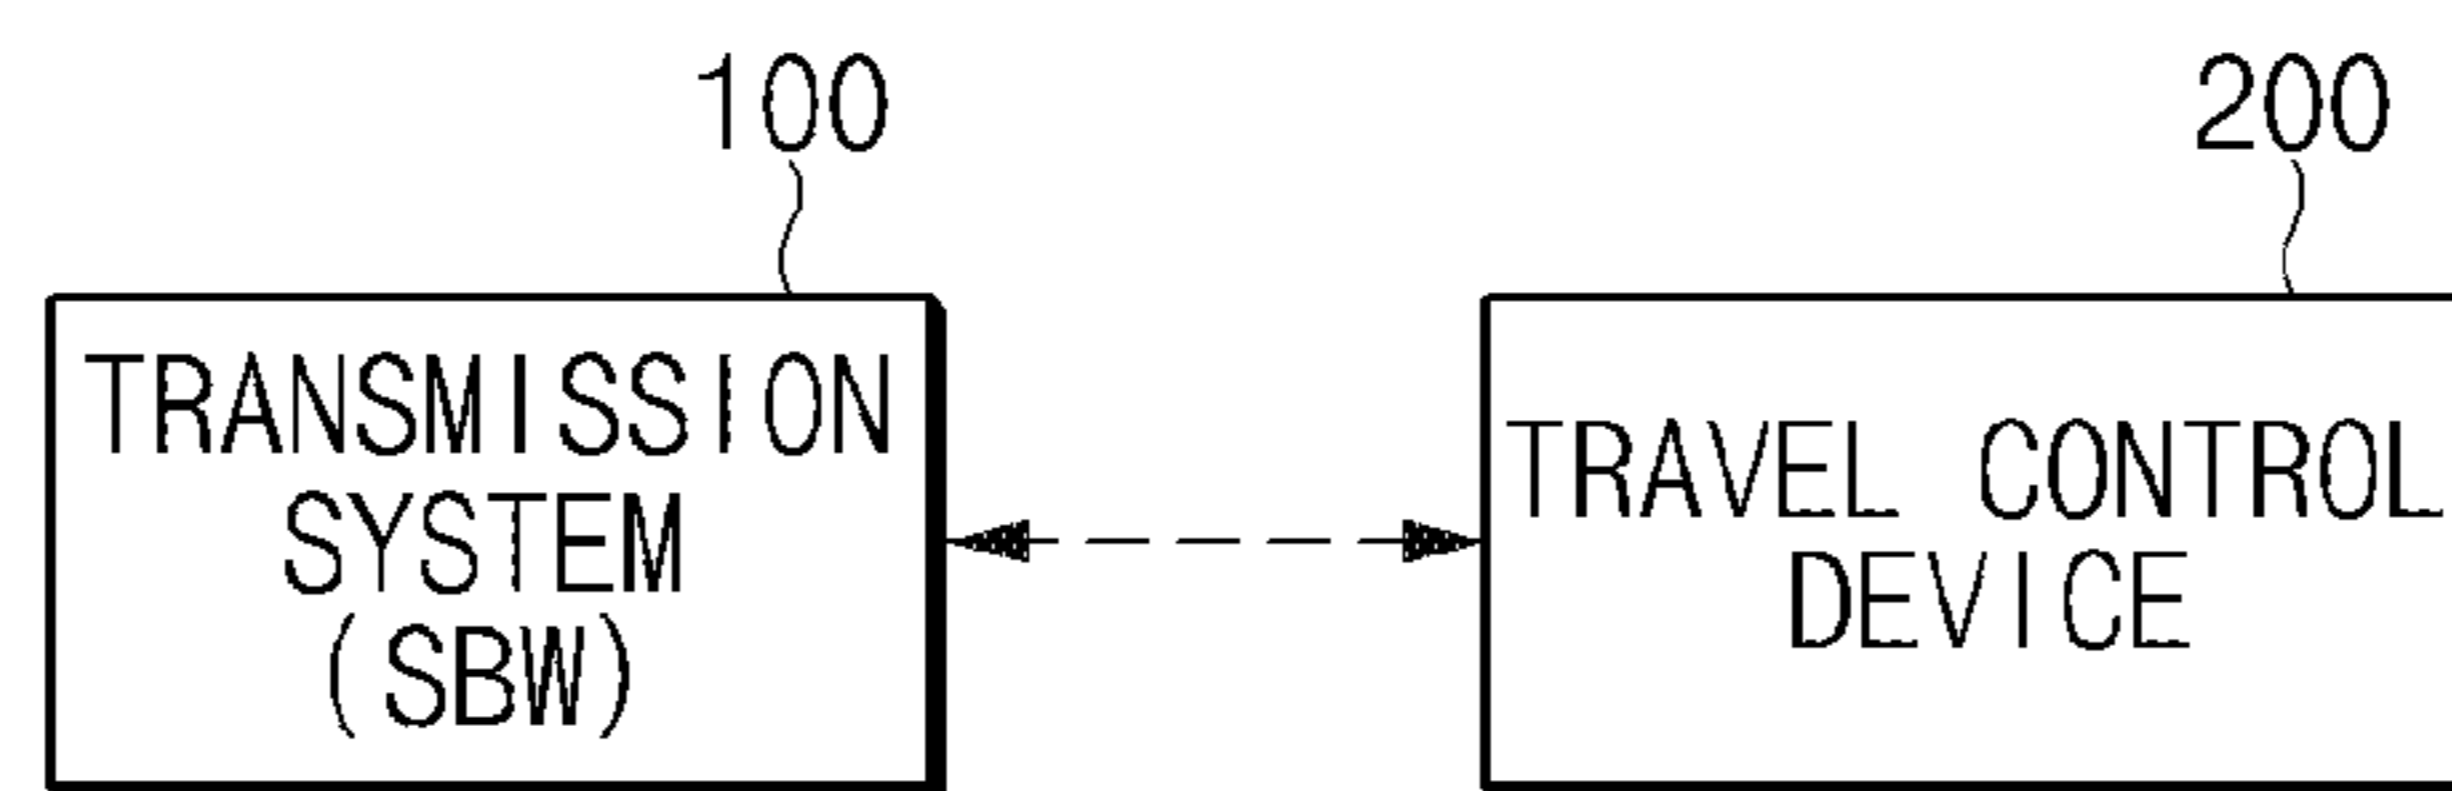 100
200
TRANSMISSION
SYSTEM
(SBW)
TRAVEL CONTROL
DEVICE